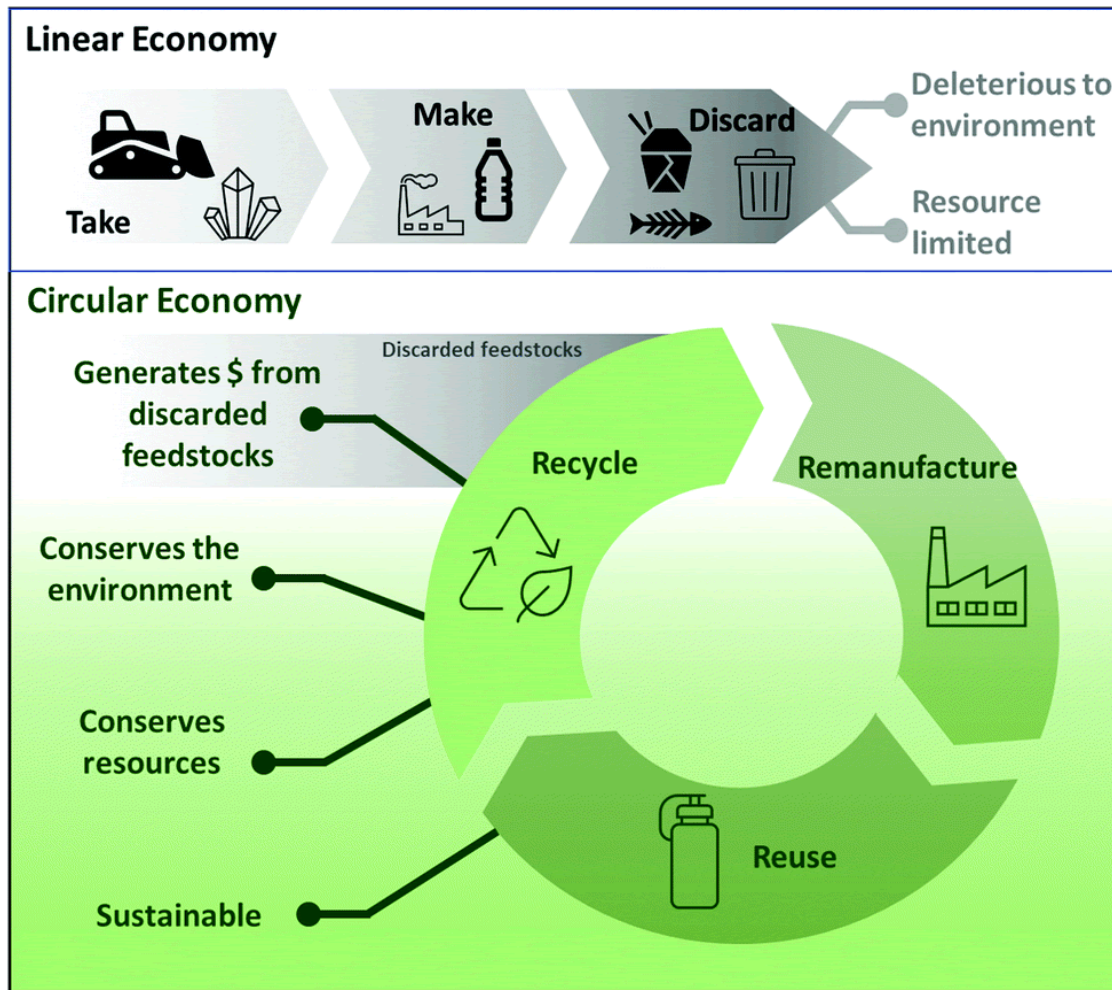 Linear Economy
Take
Make
Discard
Deleterious to
environment
Resource
limited
Circular Economy
Discarded feedstocks
Generates $ from
discarded
feedstocks
Conserves the
environment
Conserves
resources
Sustainable
Recycle
Remanufacture
Reuse